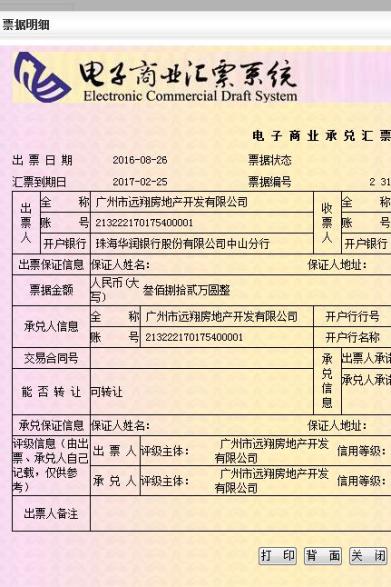 票据明细
电子商业汇票系统
Electronic Commercial Draft System
电子商业承兑汇票
出票日期 2016-08-26 票据状态
汇票到期日 2017-02-25 票据编号 2 31
出票人 全称 广州市远翔房地产开发有限公司 收票人 全称
账号 213222170175400001 账号
开户银行 珠海华润银行股份有限公司中山分行 开户银行
出票保证信息 保证人姓名： 保证人地址：
票据金额 人民币(大写) 叁佰捌拾贰万圆整
承兑人信息 全称 广州市远翔房地产开发有限公司 开户行行号
账号 213222170175400001 开户行名称
交易合同号 承兑信息 出票人承诺
能否转让 可转让 承兑人承诺
承兑保证信息 保证人姓名： 保证人地址：
评级信息（由出票、承兑人自己记载，仅供参考） 出票人 评级主体： 广州市远翔房地产开发有限公司 信用等级：
承兑人 评级主体： 广州市远翔房地产开发有限公司 信用等级：
出票人备注
打印 背面 关闭